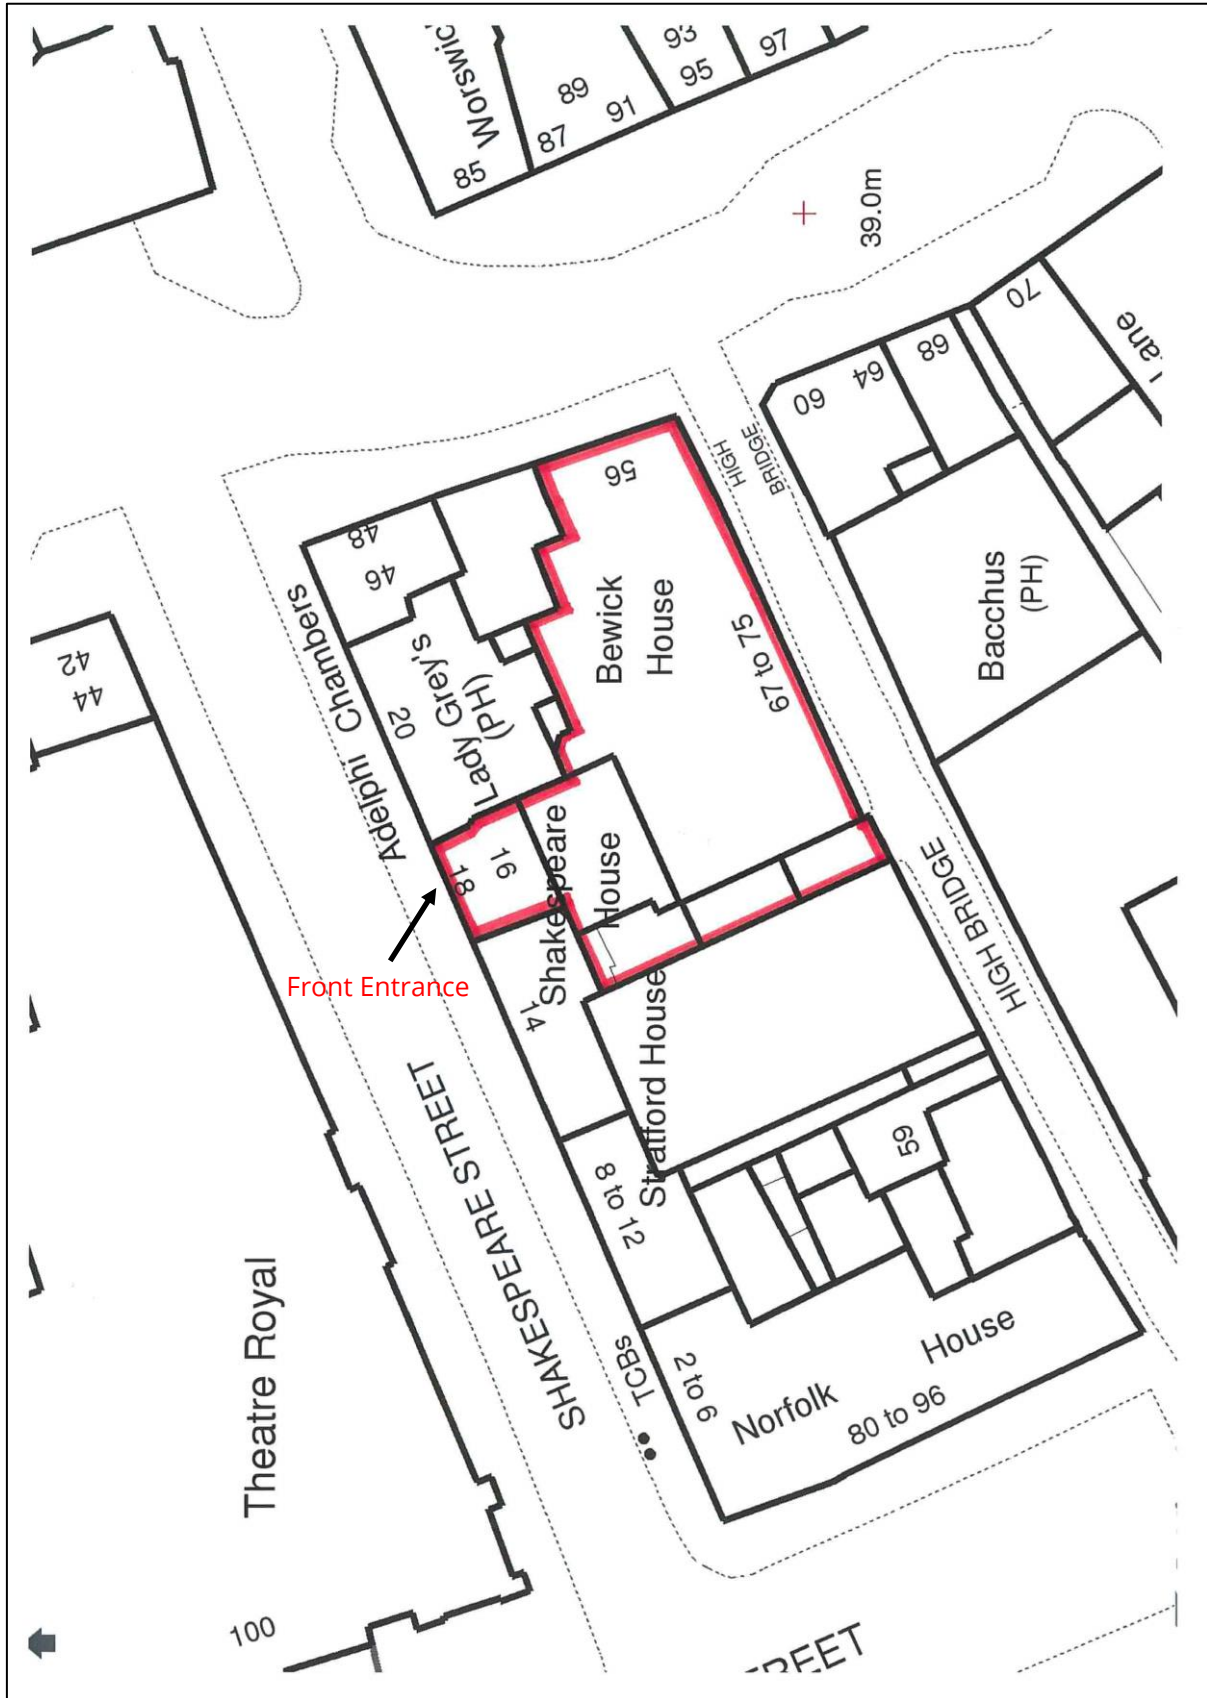 Worswic
93
95
97
89
91
87
85
39.0m
70
ane
68
64
60
HIGH
BRIDGE
56
48
46
Adelphi Chambers
Bewick
House
Bacchus
(PH)
42
44
20
Lady Grey's
(PH)
67 to 75
16
18
Shakespeare
House
Front Entrance
14
Stratford House
HIGH BRIDGE
SHAKESPEARE STREET
8 to 12
59
Theatre Royal
TCBs
2 to 6
Norfolk
House
80 to 96
100
TREET